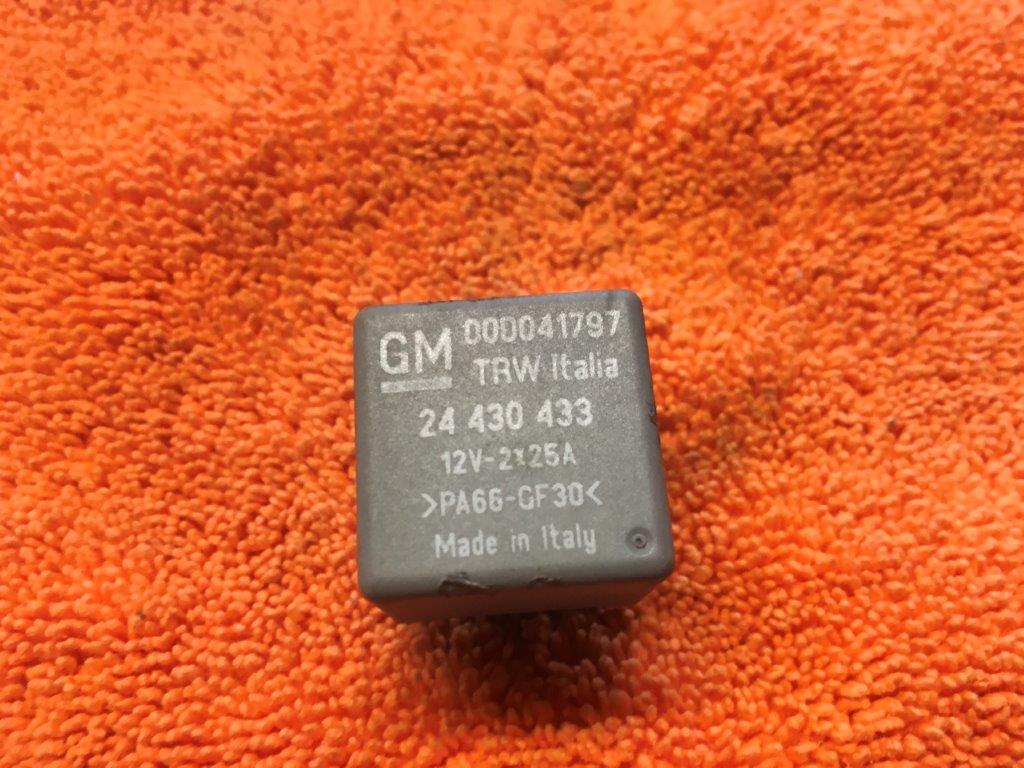 GM 000041797
TRW Italia
24 430 433
12V-2x25A
>PA66-GF30<
Made in Italy